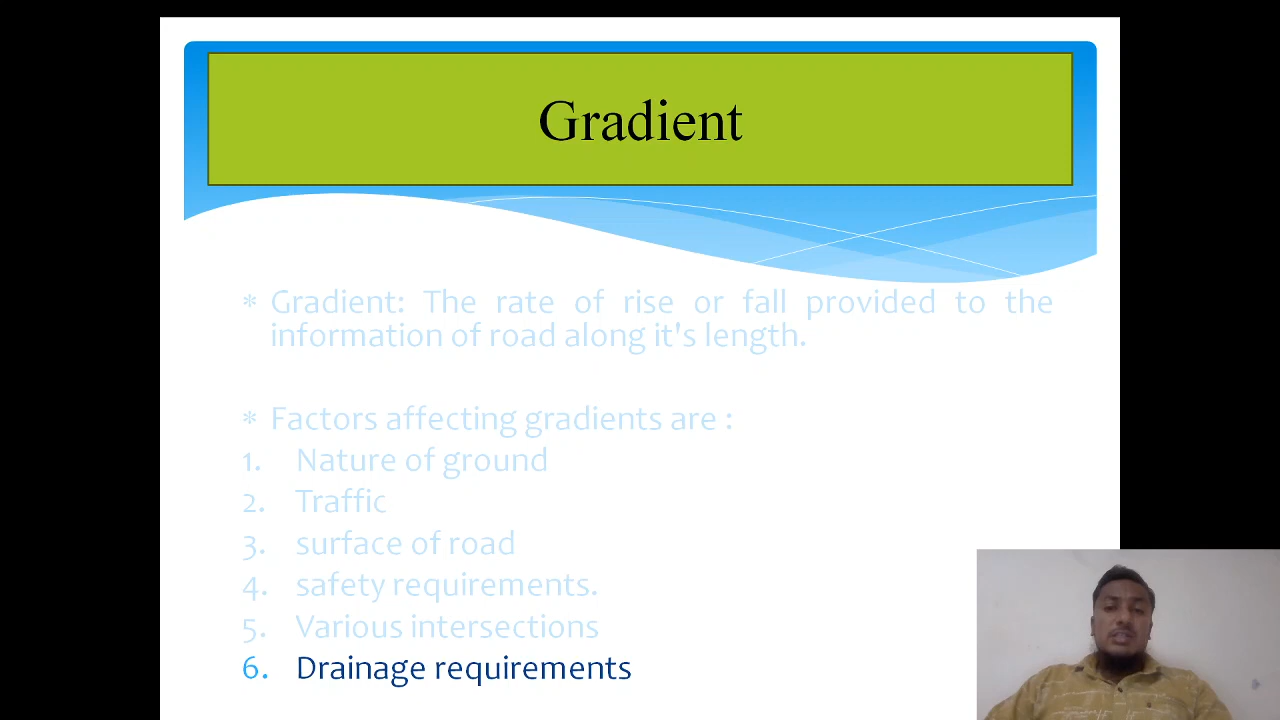 Gradient
* Gradient: The rate of rise or fall provided to the
information of road along it's length.
* Factors affecting gradients are :
1. Nature of ground
2. Traffic
3. surface of road
4. safety requirements.
5. Various intersections
6. Drainage requirements